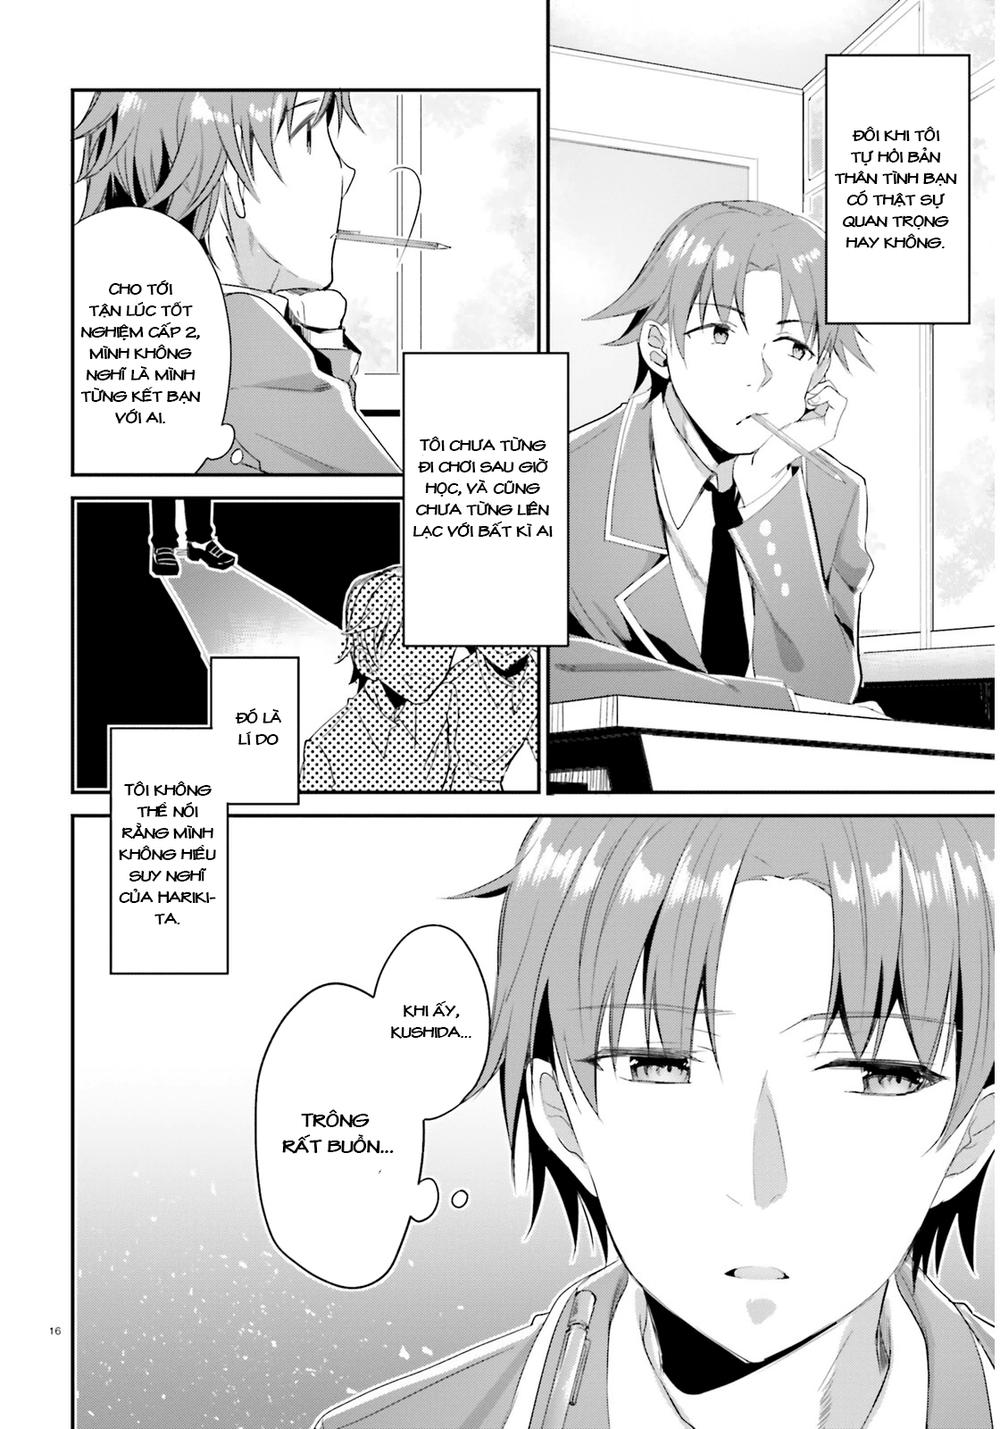 ĐÔI KHI TÔI
TỰ HỎI BẢN
THÂN TÌNH BẠN
CÓ THẬT SỰ
QUAN TRỌNG
HAY KHÔNG.
CHO TỚI
TẬN LÚC TỐT
NGHIỆM CẤP 2,
MÌNH KHÔNG
NGHĨ LÀ MÌNH
TỪNG KẾT BẠN
VỚI AI.
TÔI CHƯA TỪNG
ĐI CHƠI SAU GIỜ
HỌC, VÀ CŨNG
CHƯA TỪNG LIÊN
LẠC VỚI BẤT KÌ AI
ĐÓ LÀ
LÍ DO
TÔI KHÔNG
THỂ NÓI
RẰNG MÌNH
KHÔNG HIỂU
SUY NGHĨ
CỦA HARIKI-
TA.
KHI ẤY,
KUSHIDA...
TRÔNG
RẤT BUỒN...
16